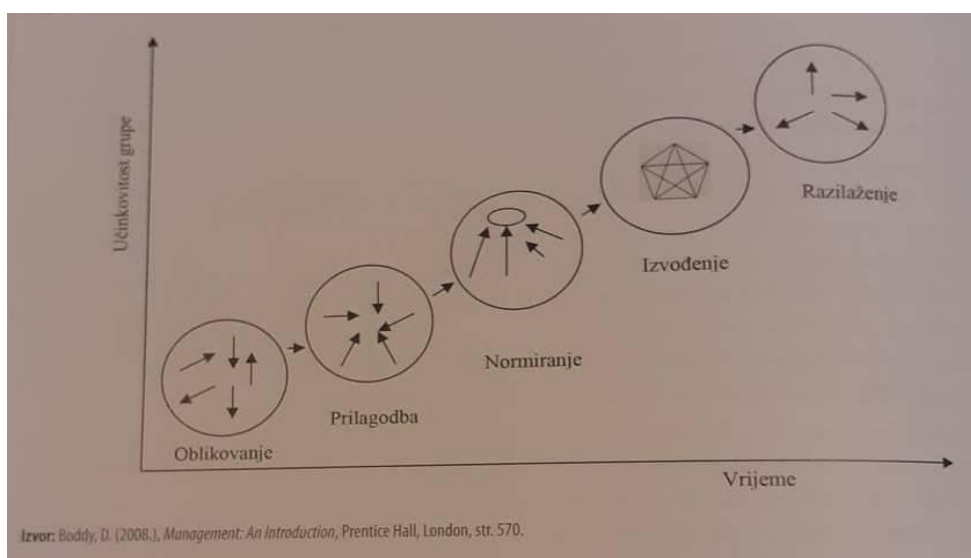 Učinkovitost grupe
Razilaženje
Izvođenje
Normiranje
Prilagodba
Oblikovanje
Vrijeme
Izvor: Boddy, D. (2008.), Management: An Introduction, Prentice Hall, London, str. 570.